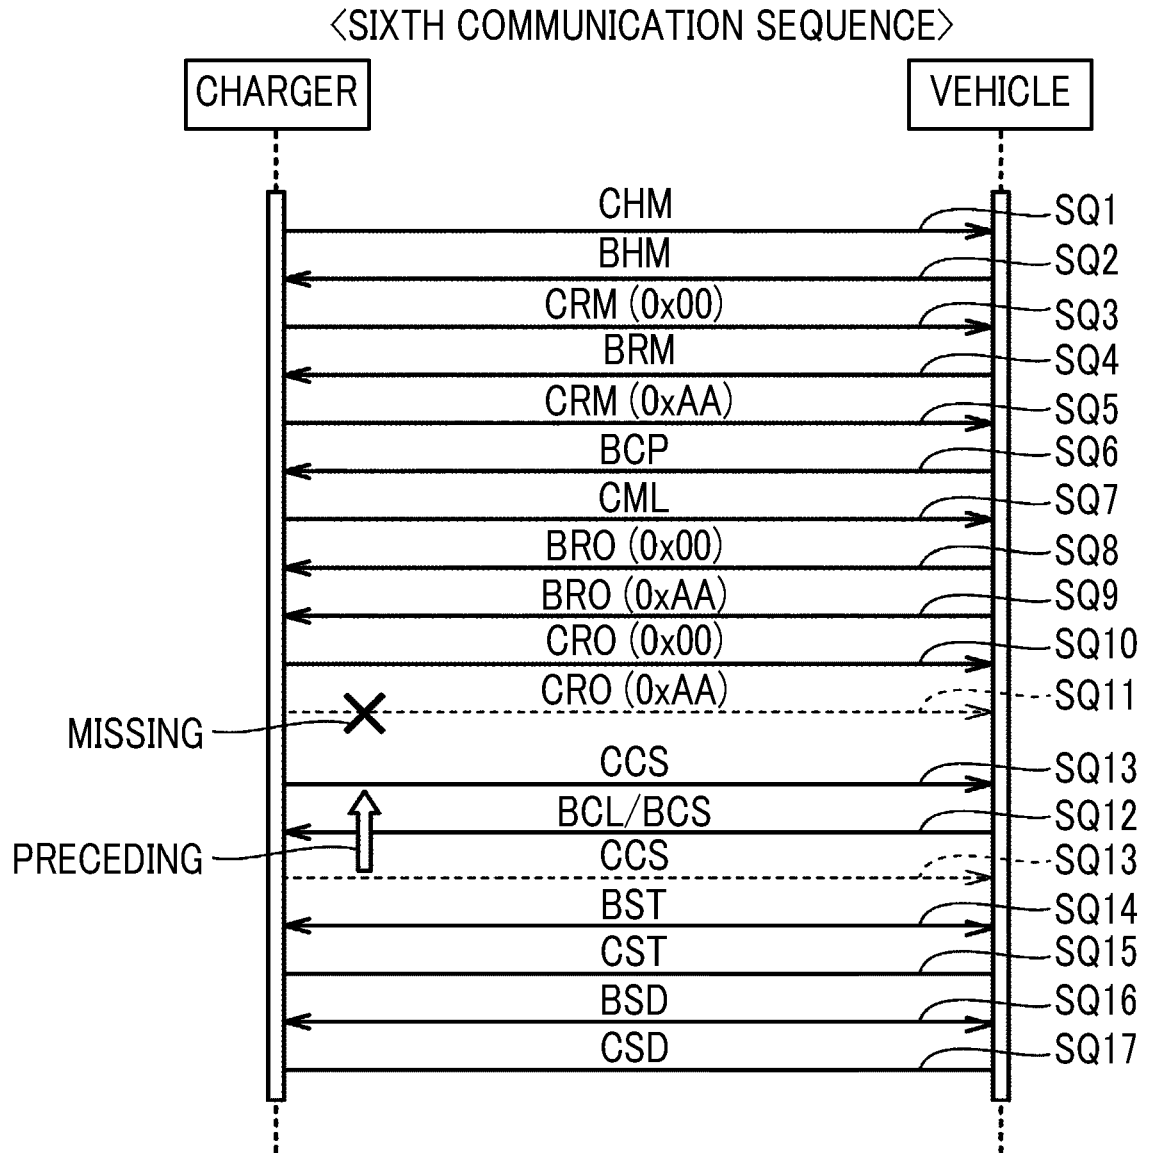 <SIXTH COMMUNICATION SEQUENCE>
CHARGER
VEHICLE
CHM
SQ1
BHM
SQ2
CRM (0x00)
SQ3
BRM
SQ4
CRM (0xAA)
SQ5
BCP
SQ6
CML
SQ7
BRO (0x00)
SQ8
BRO (0xAA)
SQ9
CRO (0x00)
SQ10
CRO (0xAA)
SQ11
MISSING
CCS
SQ13
BCL/BCS
SQ12
PRECEDING
CCS
SQ13
BST
SQ14
CST
SQ15
BSD
SQ16
CSD
SQ17